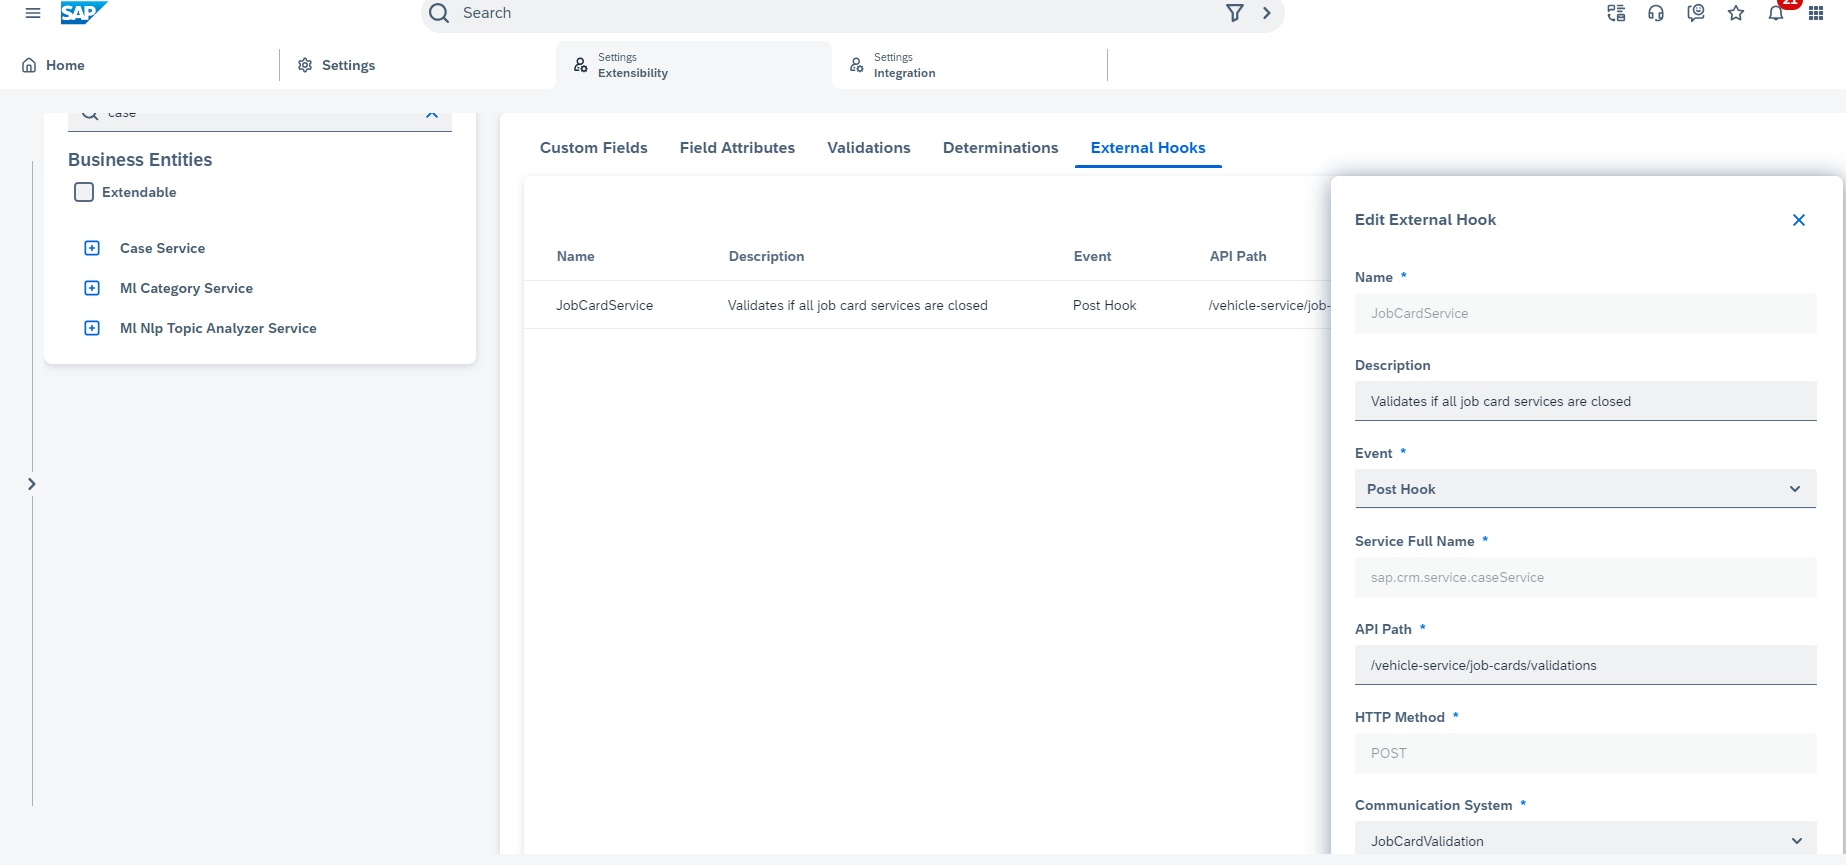 SAP
Search
21
Home
Settings
Settings
Extensibility
Settings
Integration
case
Business Entities
Extendable
Case Service
Ml Category Service
Ml Nlp Topic Analyzer Service
Custom Fields
Field Attributes
Validations
Determinations
External Hooks
Name
Description
Event
API Path
JobCardService
Validates if all job card services are closed
Post Hook
/vehicle-service/job-
Edit External Hook
Name *
JobCardService
Description
Validates if all job card services are closed
Event *
Post Hook
Service Full Name *
sap.crm.service.caseService
API Path *
/vehicle-service/job-cards/validations
HTTP Method *
POST
Communication System *
JobCardValidation